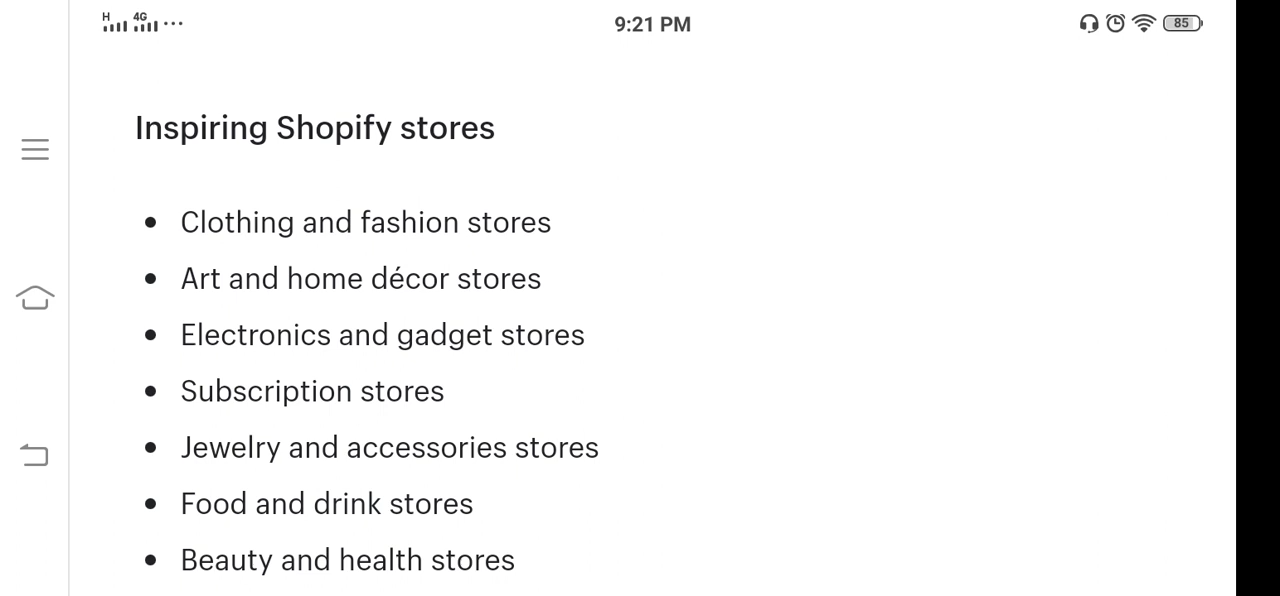 H 4G 9:21 PM 85
Inspiring Shopify stores
Clothing and fashion stores
Art and home décor stores
Electronics and gadget stores
Subscription stores
Jewelry and accessories stores
Food and drink stores
Beauty and health stores